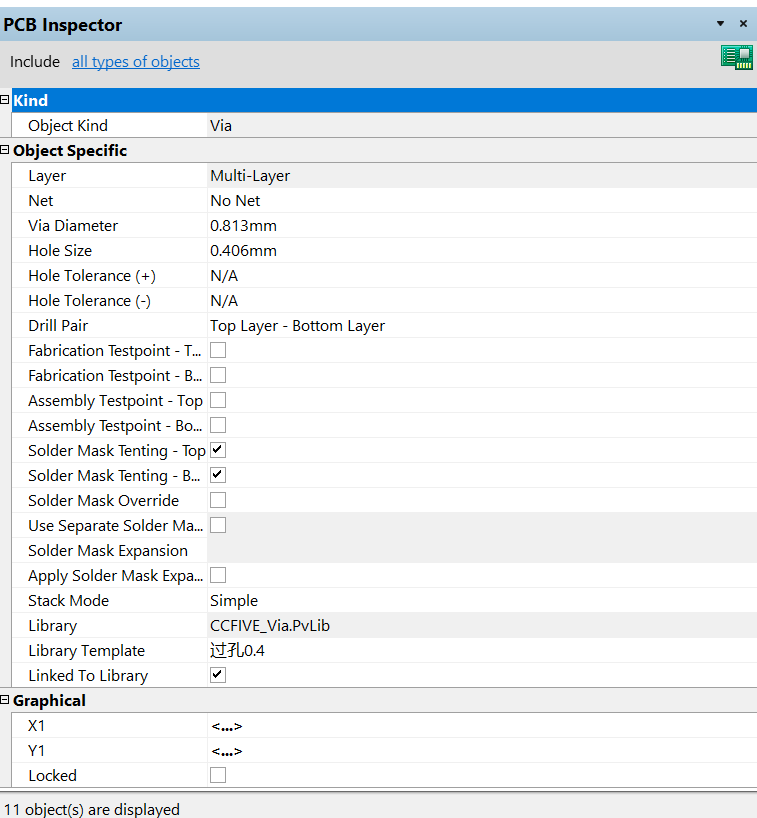 PCB Inspector
Include all types of objects
Kind
Object Kind Via
Object Specific
Layer Multi-Layer
Net No Net
Via Diameter 0.813mm
Hole Size 0.406mm
Hole Tolerance (+) N/A
Hole Tolerance (-) N/A
Drill Pair Top Layer - Bottom Layer
Fabrication Testpoint - T...
Fabrication Testpoint - B...
Assembly Testpoint - Top
Assembly Testpoint - Bo...
Solder Mask Tenting - Top
Solder Mask Tenting - B...
Solder Mask Override
Use Separate Solder Ma...
Solder Mask Expansion
Apply Solder Mask Expa...
Stack Mode Simple
Library CCFIVE_Via.PvLib
Library Template 过孔0.4
Linked To Library
Graphical
X1 <...>
Y1 <...>
Locked
11 object(s) are displayed